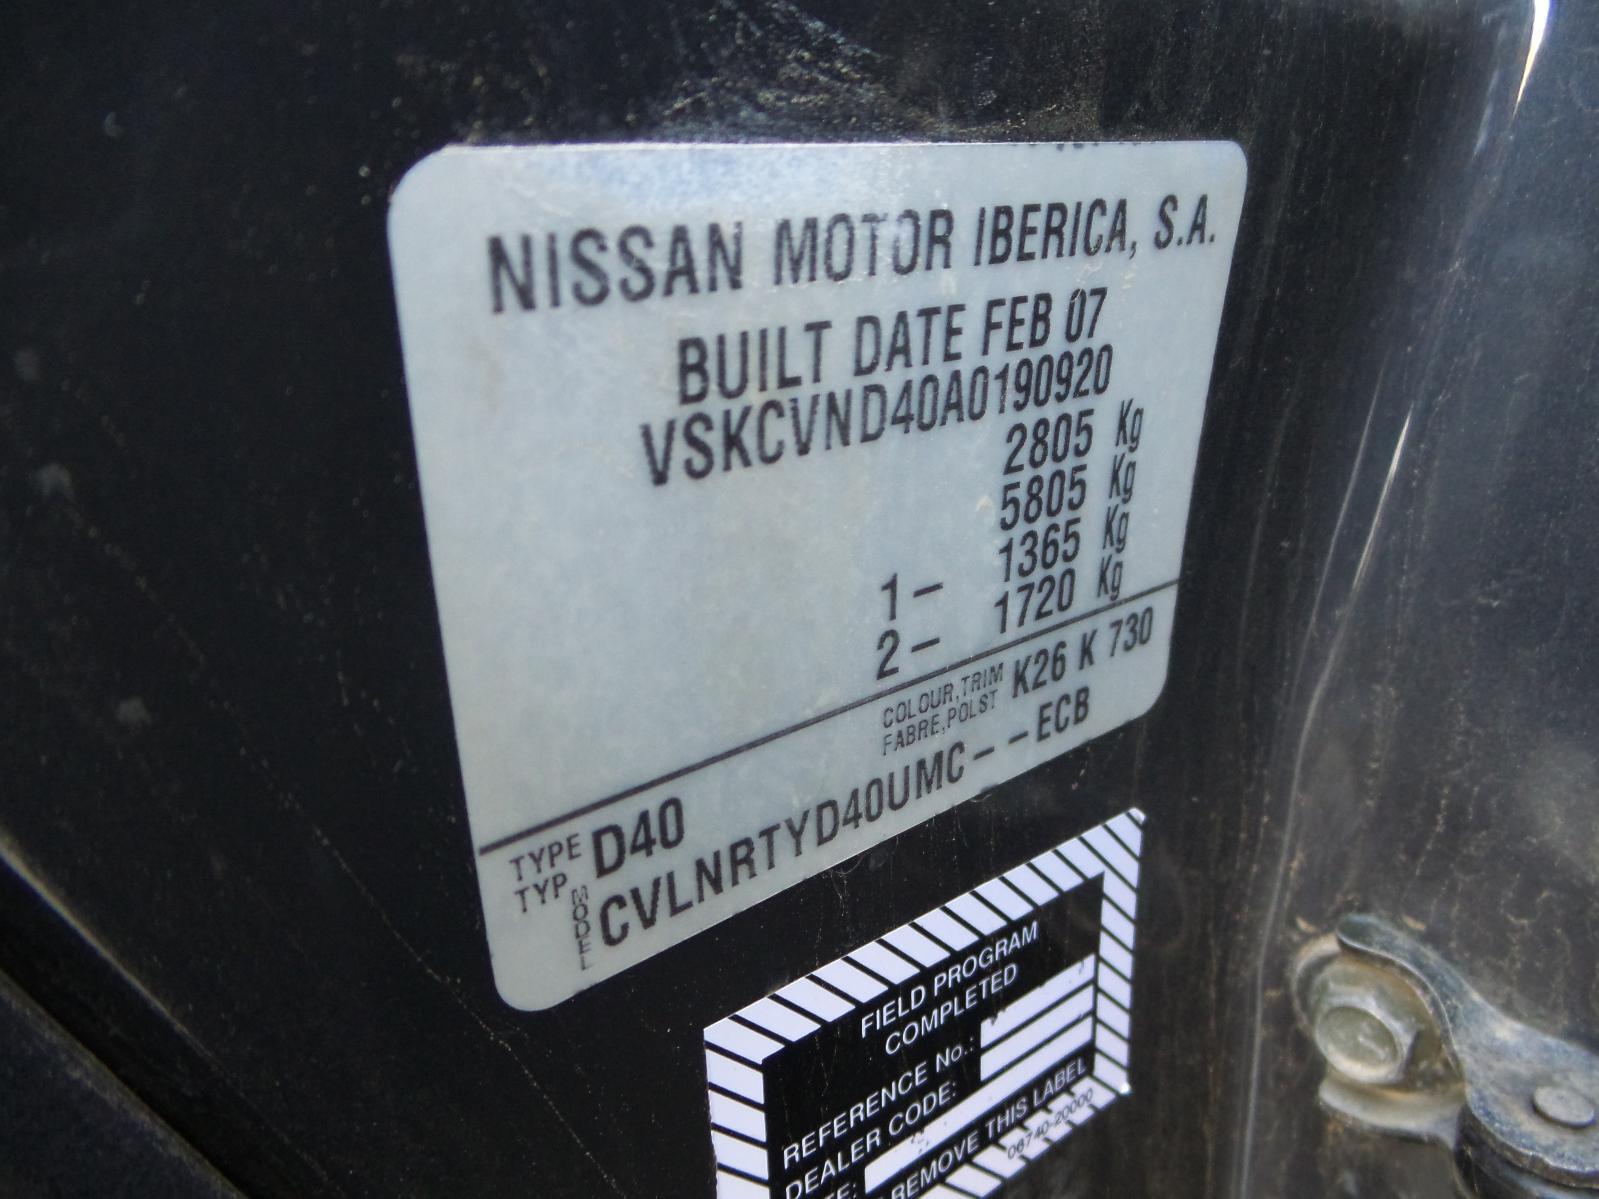 NISSAN MOTOR IBERICA, S.A.
BUILT DATE FEB 07
VSKCVND40A0190920
2805 Kg
5805 Kg
1 - 1365 Kg
2 - 1720 Kg
COLOUR,TRIM K26 K 730
FABRE,POLST
TYPE D40
TYP
MODEL CVLNRTYD40UMC--ECB
FIELD PROGRAM
COMPLETED
REFERENCE No.:
DEALER CODE:
REMOVE THIS LABEL
06740-20000